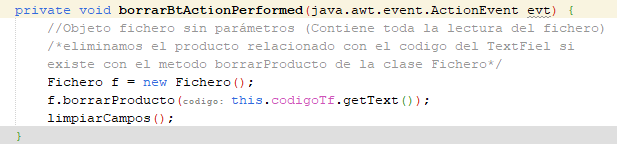 private void borrarBtActionPerformed(java.awt.event.ActionEvent evt) {
//Objeto fichero sin parámetros (Contiene toda la lectura del fichero)
/*eliminamos el producto relacionado con el codigo del TextFiel si
existe con el metodo borrarProducto de la clase Fichero*/
Fichero f = new Fichero();
f.borrarProducto(codigo: this.codigoTf.getText());
limpiarCampos();
}